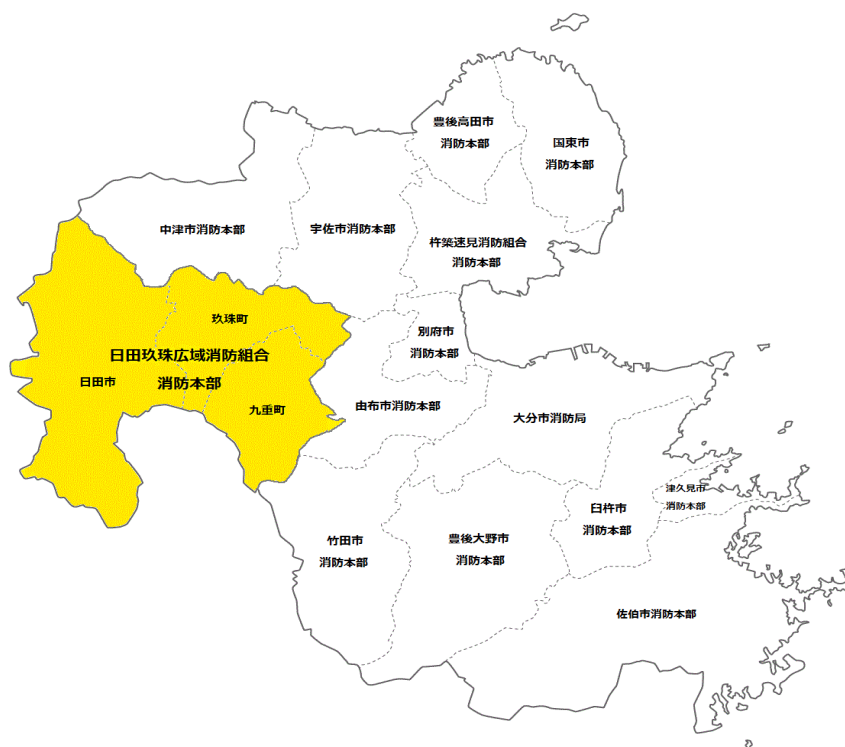 豊後高田市
消防本部
国東市
消防本部
中津市消防本部
宇佐市消防本部
杵築速見消防組合
消防本部
玖珠町
別府市
消防本部
日田玖珠広域消防組合
消防本部
日田市
九重町
由布市消防本部
大分市消防局
津久見市
消防本部
臼杵市
消防本部
竹田市
消防本部
豊後大野市
消防本部
佐伯市消防本部